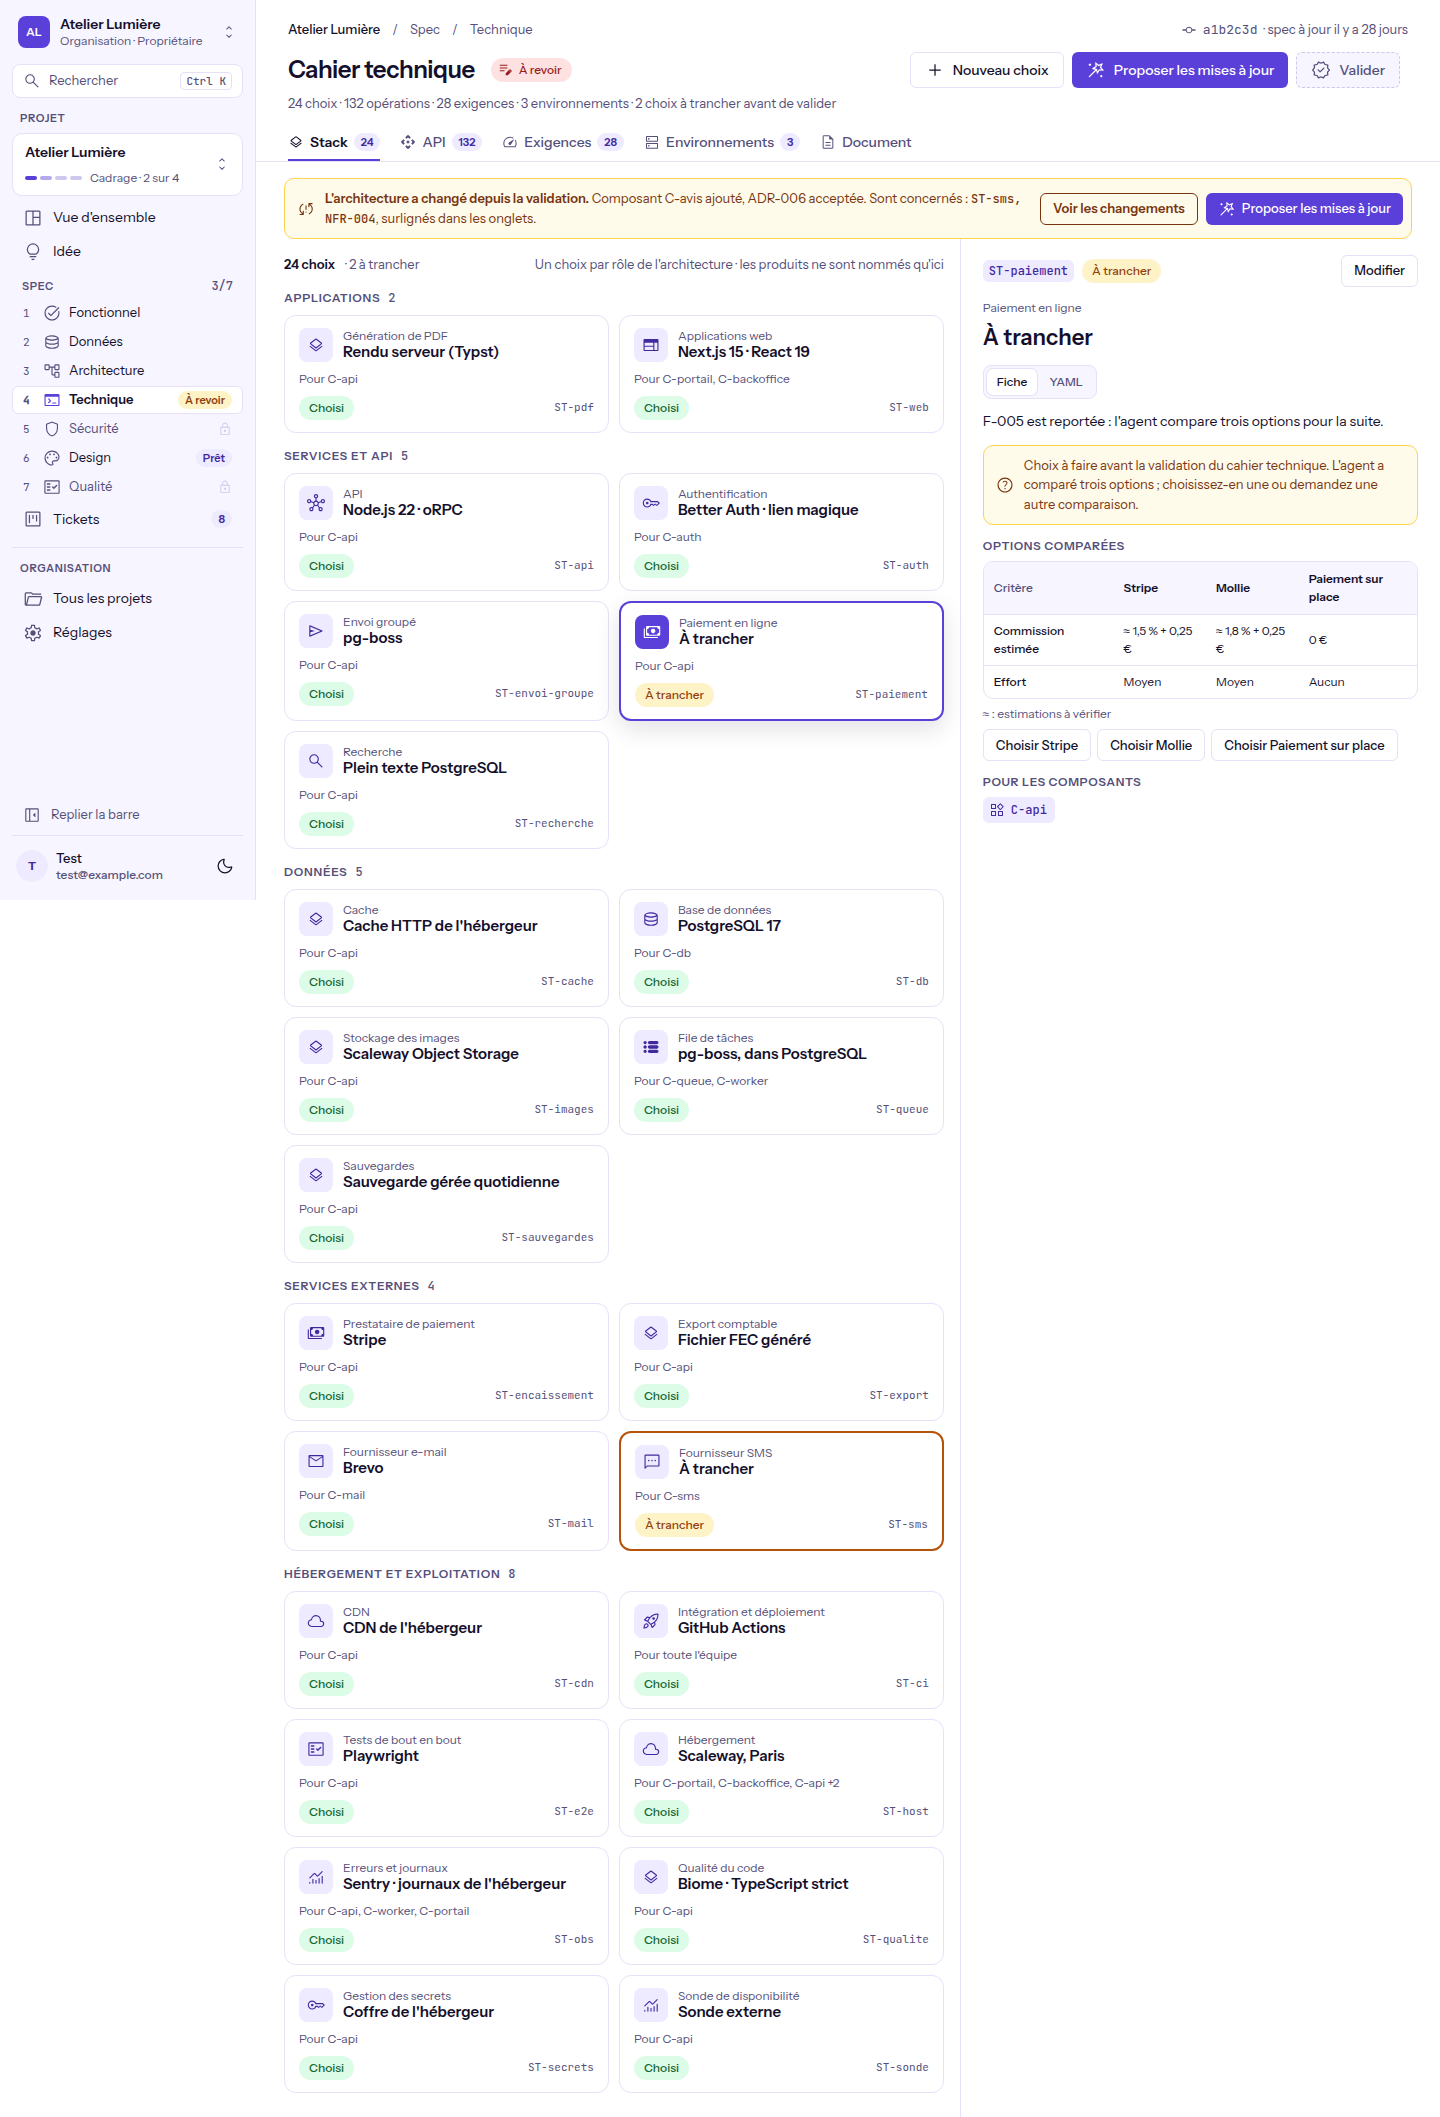 AL
Atelier Lumière
Organisation · Propriétaire
Rechercher
Ctrl K
PROJET
Atelier Lumière
Cadrage · 2 sur 4
Vue d'ensemble
Idée
SPEC 3/7
1 Fonctionnel
2 Données
3 Architecture
4 Technique À revoir
5 Sécurité
6 Design Prêt
7 Qualité
Tickets 8
ORGANISATION
Tous les projets
Réglages
Replier la barre
T
Test
test@example.com
Atelier Lumière / Spec / Technique
a1b2c3d · spec à jour il y a 28 jours
Cahier technique À revoir
Nouveau choix
Proposer les mises à jour
Valider
24 choix · 132 opérations · 28 exigences · 3 environnements · 2 choix à trancher avant de valider
Stack 24
API 132
Exigences 28
Environnements 3
Document
L'architecture a changé depuis la validation. Composant C-avis ajouté, ADR-006 acceptée. Sont concernés : ST-sms,
NFR-004, surlignés dans les onglets.
Voir les changements
Proposer les mises à jour
24 choix · 2 à trancher
Un choix par rôle de l'architecture · les produits ne sont nommés qu'ici
APPLICATIONS 2
Génération de PDF
Rendu serveur (Typst)
Pour C-api
Choisi ST-pdf
Applications web
Next.js 15 · React 19
Pour C-portail, C-backoffice
Choisi ST-web
SERVICES ET API 5
API
Node.js 22 · oRPC
Pour C-api
Choisi ST-api
Authentification
Better Auth · lien magique
Pour C-auth
Choisi ST-auth
Envoi groupé
pg-boss
Pour C-api
Choisi ST-envoi-groupe
Paiement en ligne
À trancher
Pour C-api
À trancher ST-paiement
Recherche
Plein texte PostgreSQL
Pour C-api
Choisi ST-recherche
DONNÉES 5
Cache
Cache HTTP de l'hébergeur
Pour C-api
Choisi ST-cache
Base de données
PostgreSQL 17
Pour C-db
Choisi ST-db
Stockage des images
Scaleway Object Storage
Pour C-api
Choisi ST-images
File de tâches
pg-boss, dans PostgreSQL
Pour C-queue, C-worker
Choisi ST-queue
Sauvegardes
Sauvegarde gérée quotidienne
Pour C-api
Choisi ST-sauvegardes
SERVICES EXTERNES 4
Prestataire de paiement
Stripe
Pour C-api
Choisi ST-encaissement
Export comptable
Fichier FEC généré
Pour C-api
Choisi ST-export
Fournisseur e-mail
Brevo
Pour C-mail
Choisi ST-mail
Fournisseur SMS
À trancher
Pour C-sms
À trancher ST-sms
HÉBERGEMENT ET EXPLOITATION 8
CDN
CDN de l'hébergeur
Pour C-api
Choisi ST-cdn
Intégration et déploiement
GitHub Actions
Pour toute l'équipe
Choisi ST-ci
Tests de bout en bout
Playwright
Pour C-api
Choisi ST-e2e
Hébergement
Scaleway, Paris
Pour C-portail, C-backoffice, C-api +2
Choisi ST-host
Erreurs et journaux
Sentry · journaux de l'hébergeur
Pour C-api, C-worker, C-portail
Choisi ST-obs
Qualité du code
Biome · TypeScript strict
Pour C-api
Choisi ST-qualite
Gestion des secrets
Coffre de l'hébergeur
Pour C-api
Choisi ST-secrets
Sonde de disponibilité
Sonde externe
Pour C-api
Choisi ST-sonde
ST-paiement À trancher
Modifier
Paiement en ligne
À trancher
Fiche YAML
F-005 est reportée : l'agent compare trois options pour la suite.
Choix à faire avant la validation du cahier technique. L'agent a
comparé trois options ; choisissez-en une ou demandez une
autre comparaison.
OPTIONS COMPARÉES
Critère Stripe Mollie Paiement sur
place
Commission ≈ 1,5 % + 0,25 ≈ 1,8 % + 0,25 0 €
estimée € €
Effort Moyen Moyen Aucun
≈ : estimations à vérifier
Choisir Stripe
Choisir Mollie
Choisir Paiement sur place
POUR LES COMPOSANTS
C-api